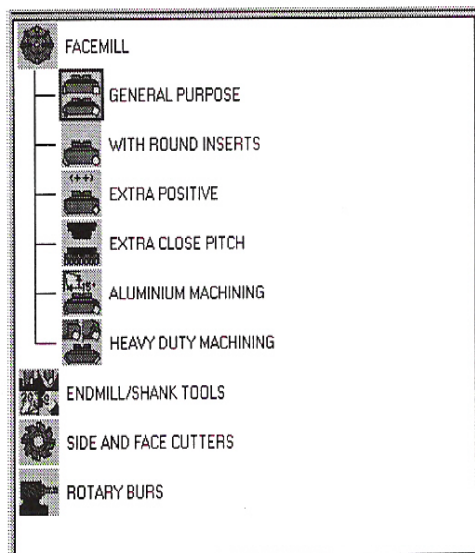 FACEMILL
GENERAL PURPOSE
WITH ROUND INSERTS
(++)
EXTRA POSITIVE
EXTRA CLOSE PITCH
ALUMINIUM MACHINING
HEAVY DUTY MACHINING
ENDMILL/SHANK TOOLS
SIDE AND FACE CUTTERS
ROTARY BURS